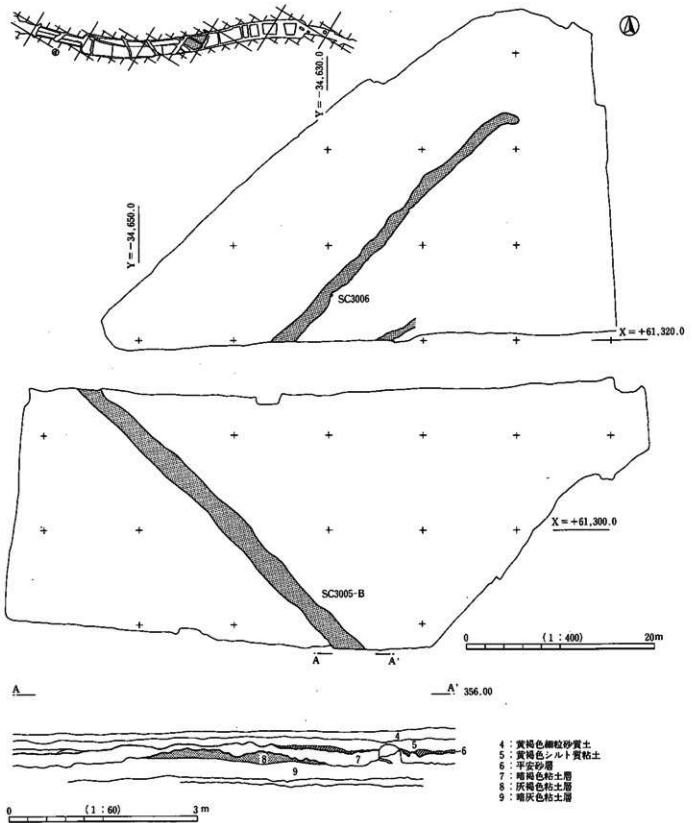 Y=-34,630.0
Y=-34,650.0
SC3006
X=+61,320.0
X=+61,300.0
SC3005-B
A A'
0 (1:400) 20m
A A' 356.00
4
5
6
7
8
9
4:黄褐色細粒砂質土
5:黄褐色シルト質粘土
6:平安砂層
7:暗褐色粘土層
8:灰褐色粘土層
9:暗灰色粘土層
0 (1:60) 3m